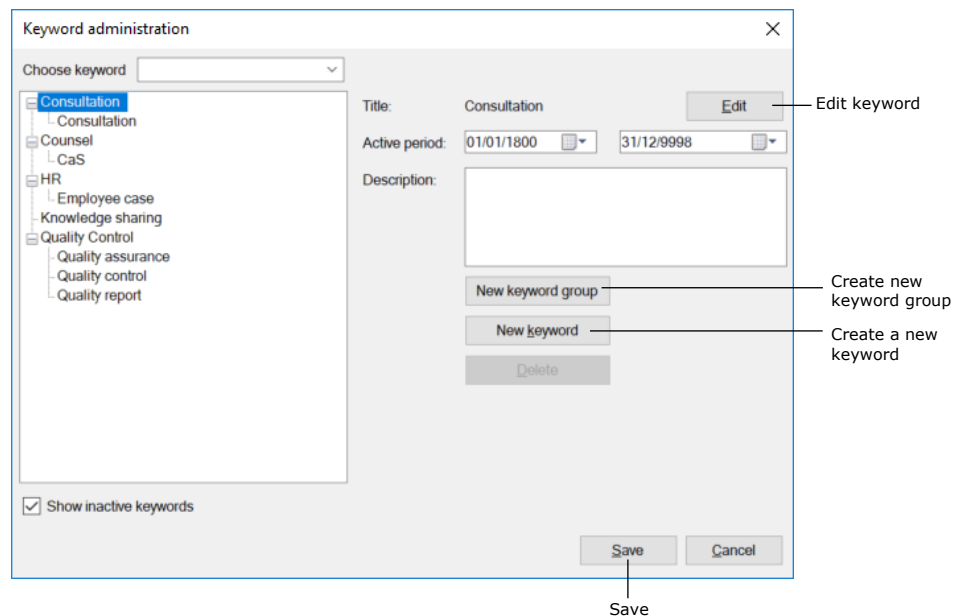 Keyword administration
Choose keyword
Consultation
Consultation
Counsel
CaS
HR
Employee case
Knowledge sharing
Quality Control
Quality assurance
Quality control
Quality report
Show inactive keywords
Title: Consultation Edit
Active period: 01/01/1800 31/12/9998
Description:
New keyword group
New keyword
Delete
Save Cancel
Edit keyword
Create new
keyword group
Create a new
keyword
Save